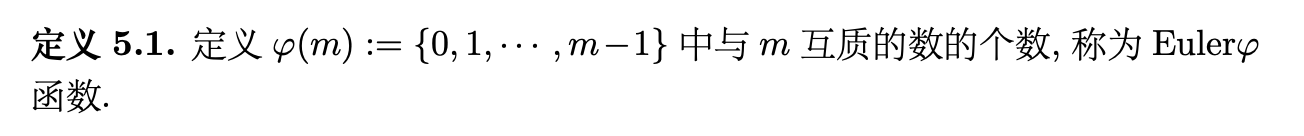 定义 5.1. 定义 φ(m) := {0, 1, ··· , m−1} 中与 m 互质的数的个数, 称为 Eulerφ
函数.